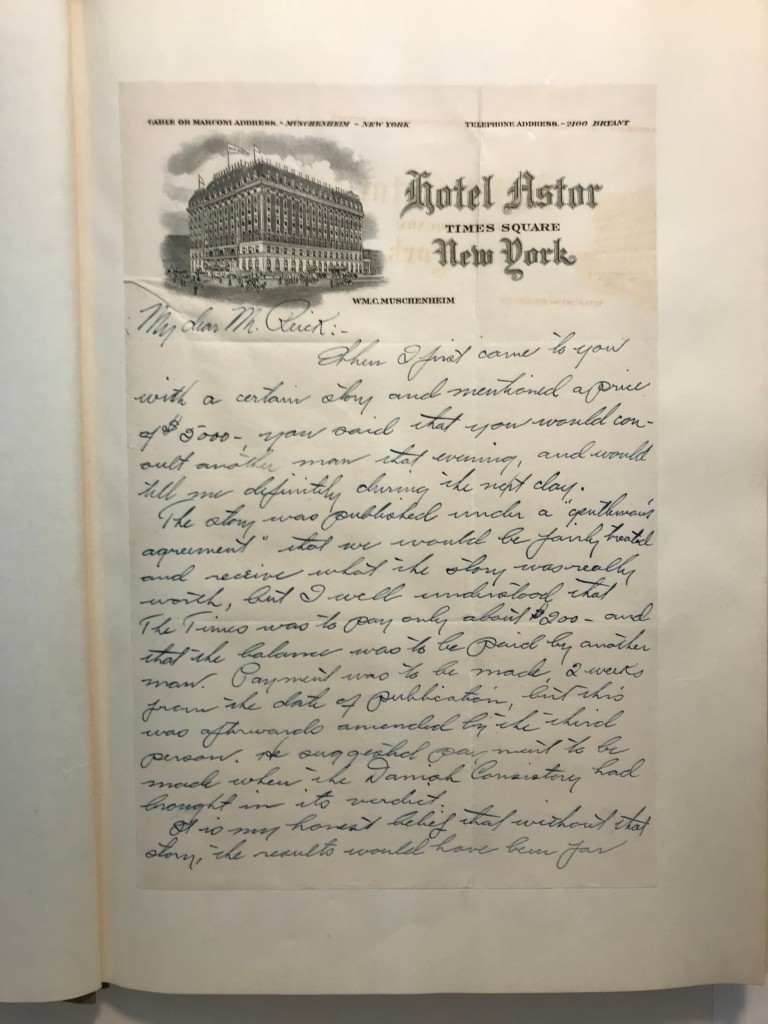 CABLE OR MARCONI ADDRESS.~MUSCHENHEIM ~ NEW YORK
TELEPHONE ADDRESS.~2100 BRYANT
Hotel Astor
TIMES SQUARE
New York
WM.C.MUSCHENHEIM
My dear Mr. Reick:-
When I first came to you
with a certain story and mentioned a price
of $5000-, you said that you would con-
sult another man that evening, and would
tell me definitely during the next day.
The story was published under a "gentleman's
agreement" that we would be fairly treated
and receive what the story was really
worth, but I well understood that
The Times was to pay only about $200- and
that the balance was to be paid by another
man. Payment was to be made, 2 weeks
from the date of publication, but this
was afterwards amended by the third
person. He suggested payment to be
made when the Danish Consistory had
brought in its verdict.
It is my honest belief that without that
story, the results would have been far